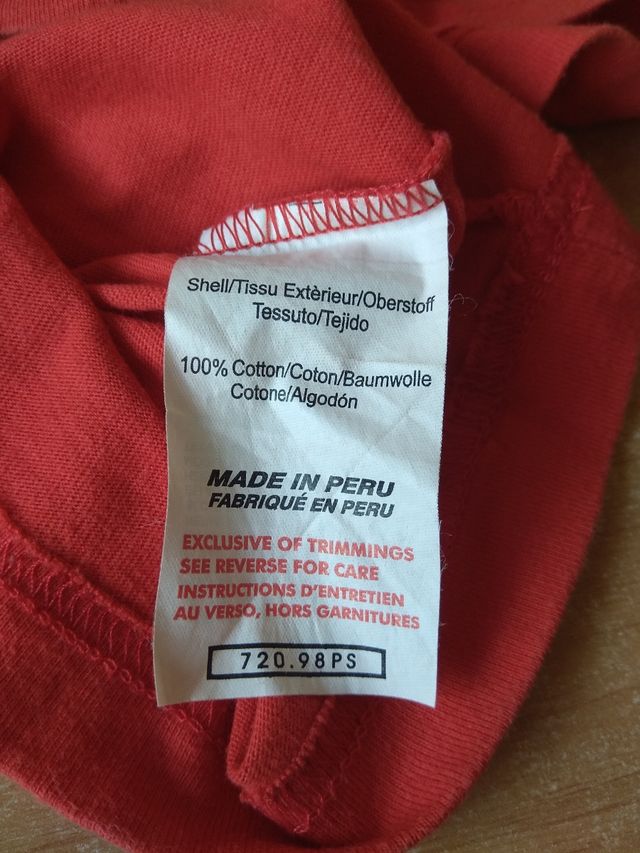 Shell/Tissu Extèrieur/Oberstoff
Tessuto/Tejido
100% Cotton/Coton/Baumwolle
Cotone/Algodón
MADE IN PERU
FABRIQUÉ EN PERU
EXCLUSIVE OF TRIMMINGS
SEE REVERSE FOR CARE
INSTRUCTIONS D'ENTRETIEN
AU VERSO, HORS GARNITURES
720.98PS